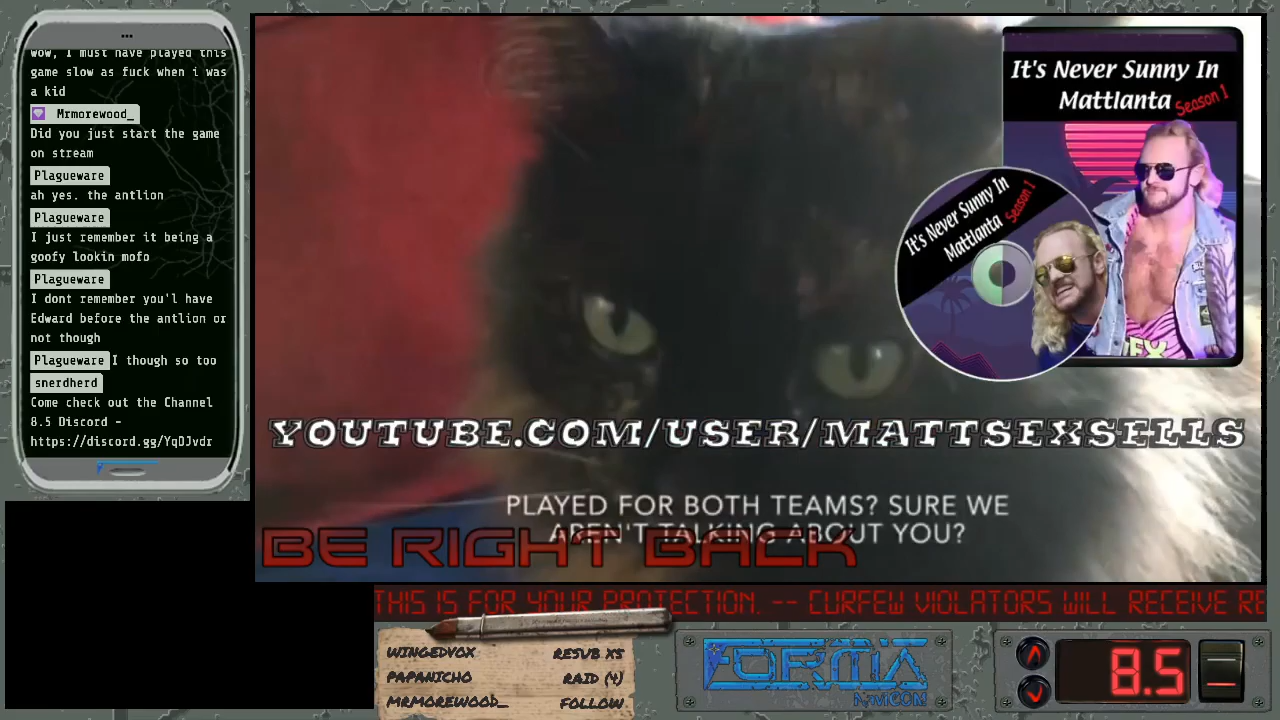 ...
wow, I must have played this
game slow as fuck when i was
a kid
Mrmorewood_
Did you just start the game
on stream
Plagueware
ah yes. the antlion
Plagueware
I just remember it being a
goofy lookin mofo
Plagueware
I dont remember you'l have
Edward before the antlion or
not though
Plagueware I though so too
snerdherd
Come check out the Channel
8.5 Discord -
https://discord.gg/YqDJvdr
It's Never Sunny In
Mattlanta Season 1
It's Never Sunny In
Mattlanta Season 1
YOUTUBE.COM/USER/MATTSEXSELLS
PLAYED FOR BOTH TEAMS? SURE WE
AREN'T TALKING ABOUT YOU?
BE RIGHT BACK
THIS IS FOR YOUR PROTECTION. -- CURFEW VIOLATORS WILL RECEIVE RE
WINGEDVOX RESUB X5
PAPANICHO RAID (4)
MRMOREWOOD_ FOLLOW
FORMA
NAVICOM
8.5